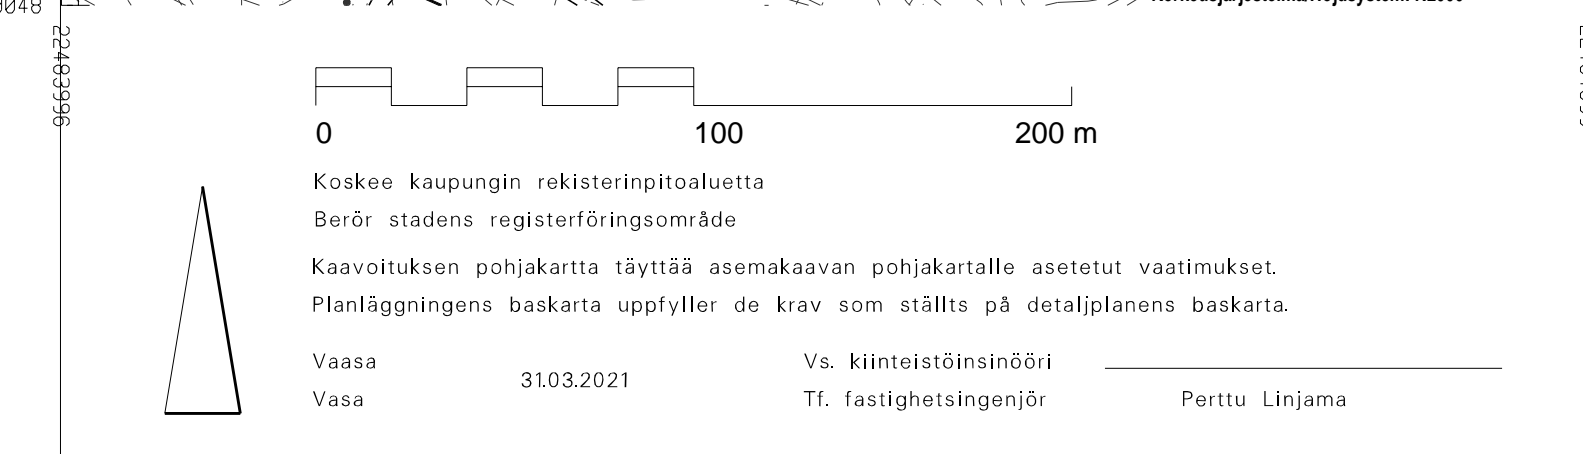 22483996
0 100 200 m
Koskee kaupungin rekisterinpitoaluetta
Berör stadens registerföringsområde
Kaavoituksen pohjakartta täyttää asemakaavan pohjakartalle asetetut vaatimukset.
Planläggningens baskarta uppfyller de krav som ställts på detaljplanens baskarta.
Vaasa Vs. kiinteistöinsinööri
31.03.2021
Vasa Tf. fastighetsingenjör Perttu Linjama